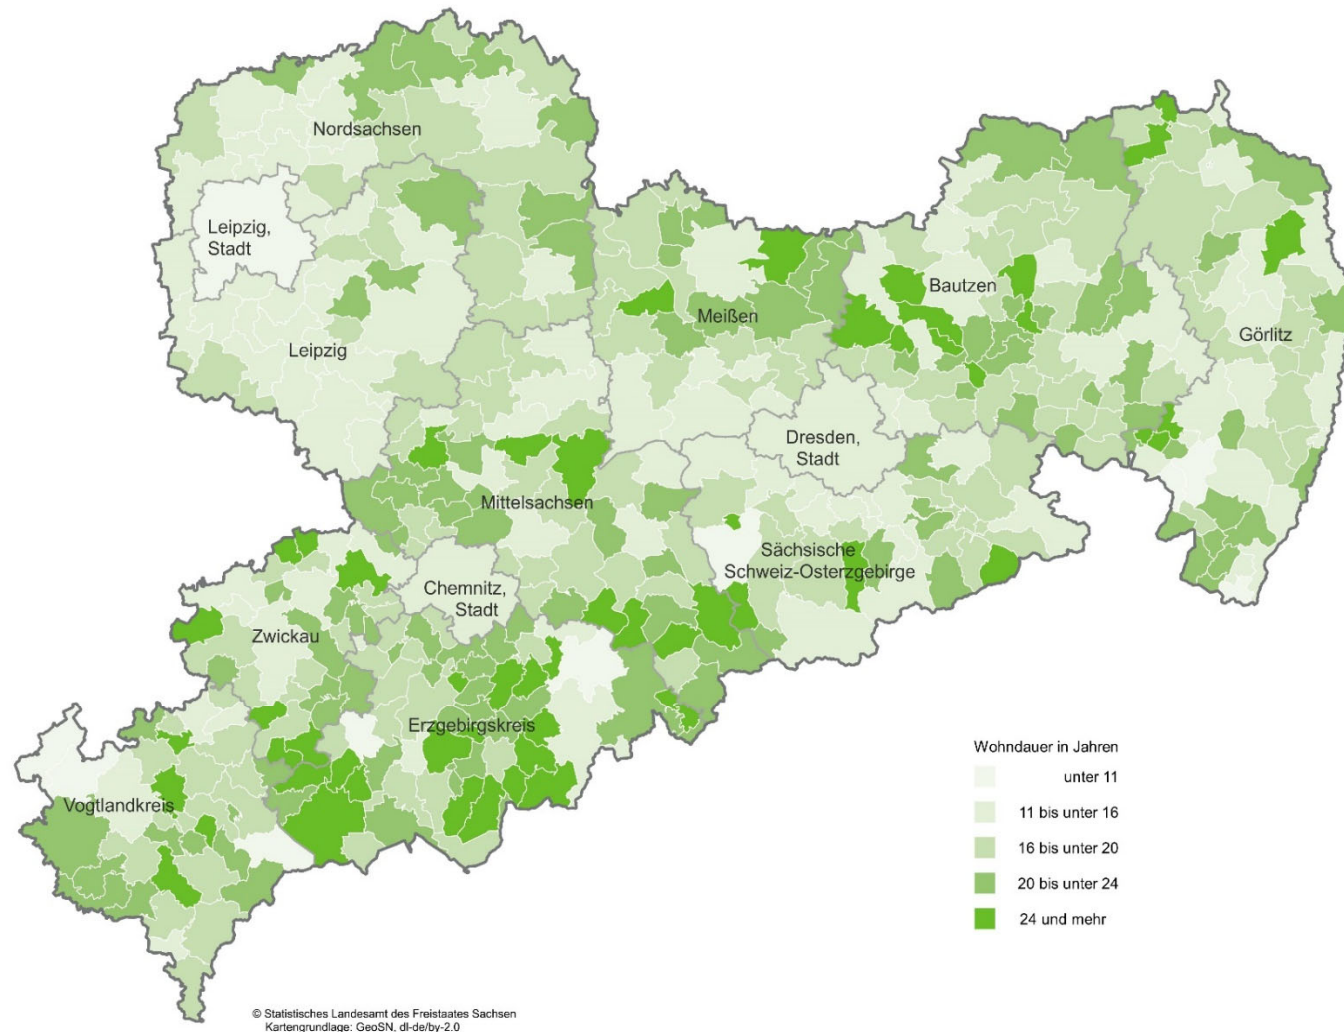 Nordsachsen
Leipzig,
Stadt
Bautzen
Meißen
Görlitz
Leipzig
Dresden,
Stadt
Mittelsachsen
Sächsische
Schweiz-Osterzgebirge
Chemnitz,
Stadt
Zwickau
Erzgebirgskreis
Vogtlandkreis
Wohndauer in Jahren
unter 11
11 bis unter 16
16 bis unter 20
20 bis unter 24
24 und mehr
© Statistisches Landesamt des Freistaates Sachsen
Kartengrundlage: GeoSN, dl-de/by-2.0